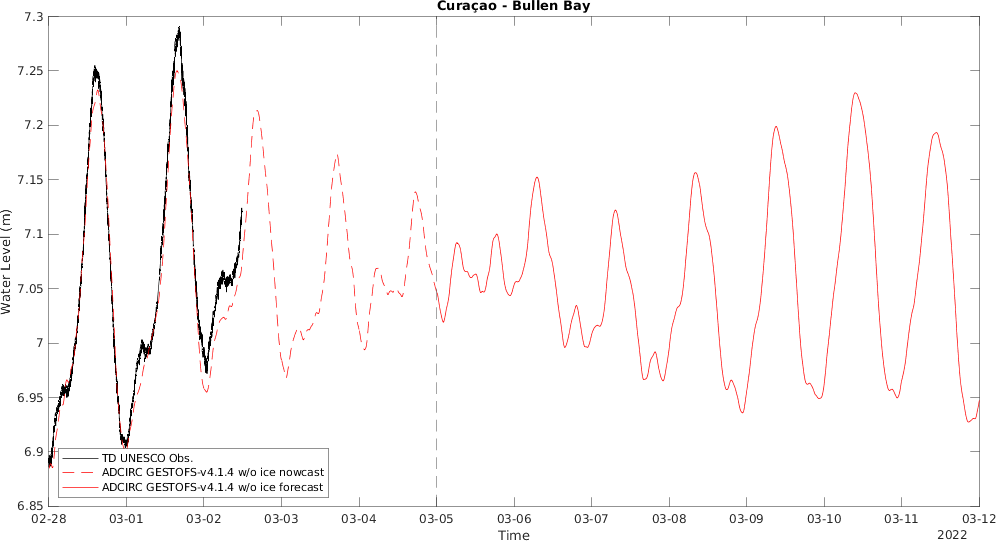 Curaçao - Bullen Bay
7.3
7.25
7.2
7.15
7.1
7.05
7
6.95
6.9
6.85
Water Level (m)
TD UNESCO Obs.
ADCIRC GESTOFS-v4.1.4 w/o ice nowcast
ADCIRC GESTOFS-v4.1.4 w/o ice forecast
02-28 03-01 03-02 03-03 03-04 03-05 03-06 03-07 03-08 03-09 03-10 03-11 03-12
Time
2022